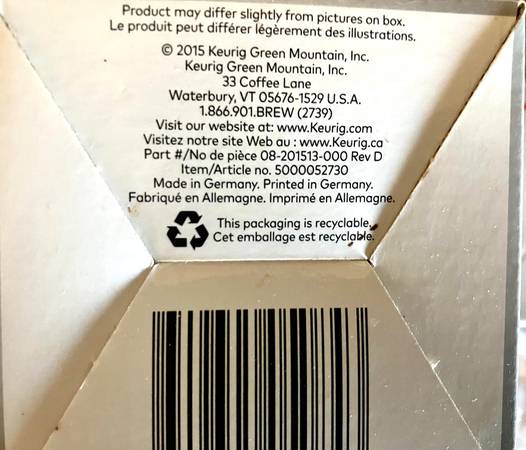 Product may differ slightly from pictures on box.
Le produit peut différer légèrement des illustrations.
© 2015 Keurig Green Mountain, Inc.
Keurig Green Mountain, Inc.
33 Coffee Lane
Waterbury, VT 05676-1529 U.S.A.
1.866.901.BREW (2739)
Visit our website at: www.Keurig.com
Visitez notre site Web au : www.Keurig.ca
Part #/No de pièce 08-201513-000 Rev D
Item/Article no. 5000052730
Made in Germany. Printed in Germany.
Fabriqué en Allemagne. Imprimé en Allemagne.
This packaging is recyclable.
Cet emballage est recyclable.